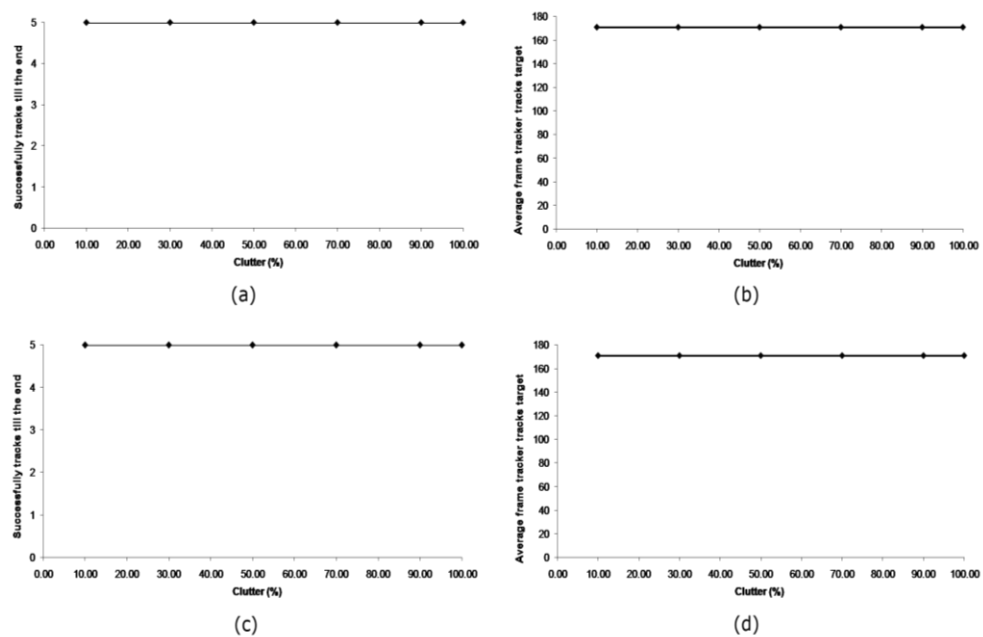 Successfully tracks till the end
5
4
3
2
1
0
0.00 10.00 20.00 30.00 40.00 50.00 60.00 70.00 80.00 90.00 100.00
Clutter (%)
(a)
Average frame tracker tracks target
180
160
140
120
100
80
60
40
20
0
0.00 10.00 20.00 30.00 40.00 50.00 60.00 70.00 80.00 90.00 100.00
Clutter (%)
(b)
Successfully tracks till the end
5
4
3
2
1
0
0.00 10.00 20.00 30.00 40.00 50.00 60.00 70.00 80.00 90.00 100.00
Clutter (%)
(c)
Average frame tracker tracks target
180
160
140
120
100
80
60
40
20
0
0.00 10.00 20.00 30.00 40.00 50.00 60.00 70.00 80.00 90.00 100.00
Clutter (%)
(d)